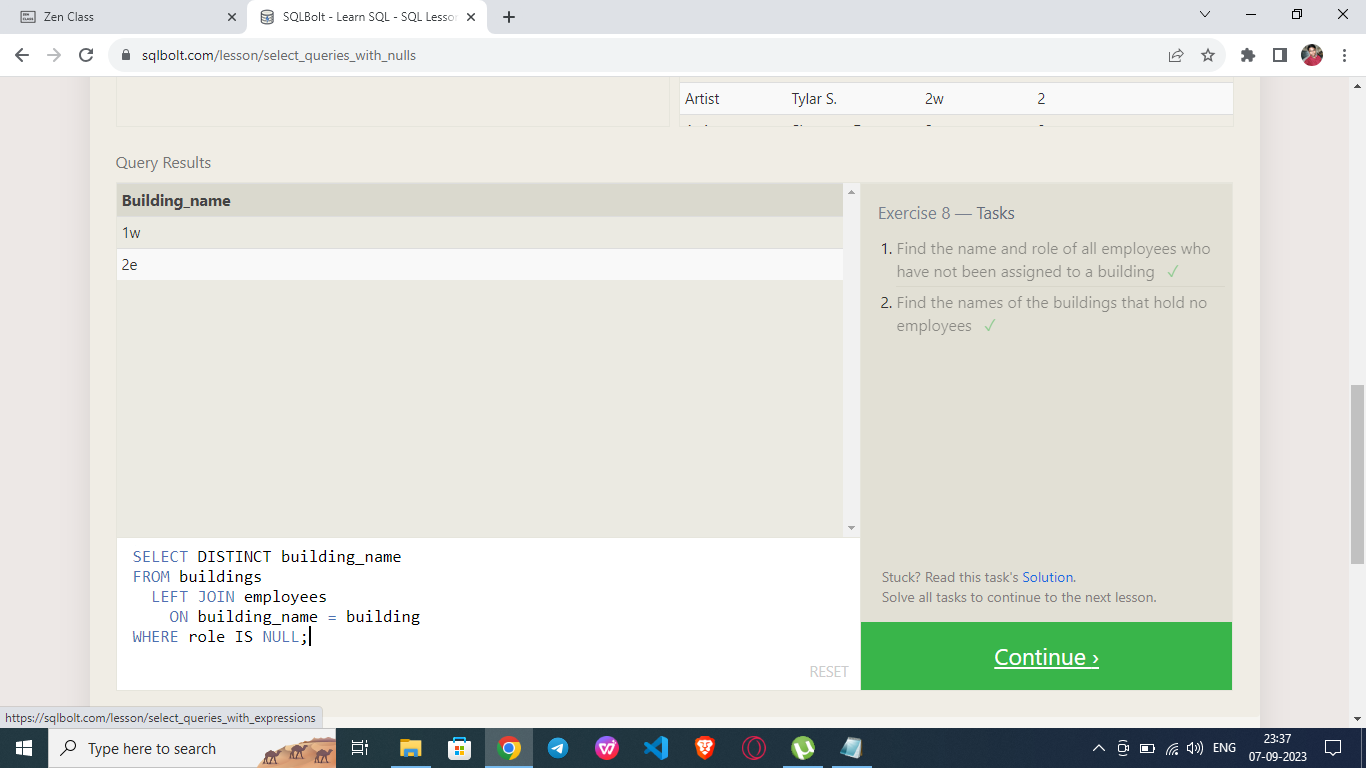 Zen Class
SQLBolt - Learn SQL - SQL Lesson
sqlbolt.com/lesson/select_queries_with_nulls
Artist Tylar S. 2w 2
Query Results
Building_name
1w
2e
Exercise 8 — Tasks
1. Find the name and role of all employees who
have not been assigned to a building ✓
2. Find the names of the buildings that hold no
employees ✓
SELECT DISTINCT building_name
FROM buildings
LEFT JOIN employees
ON building_name = building
WHERE role IS NULL;
RESET
Stuck? Read this task's Solution.
Solve all tasks to continue to the next lesson.
Continue ›
https://sqlbolt.com/lesson/select_queries_with_expressions
Type here to search
ENG
23:37
07-09-2023